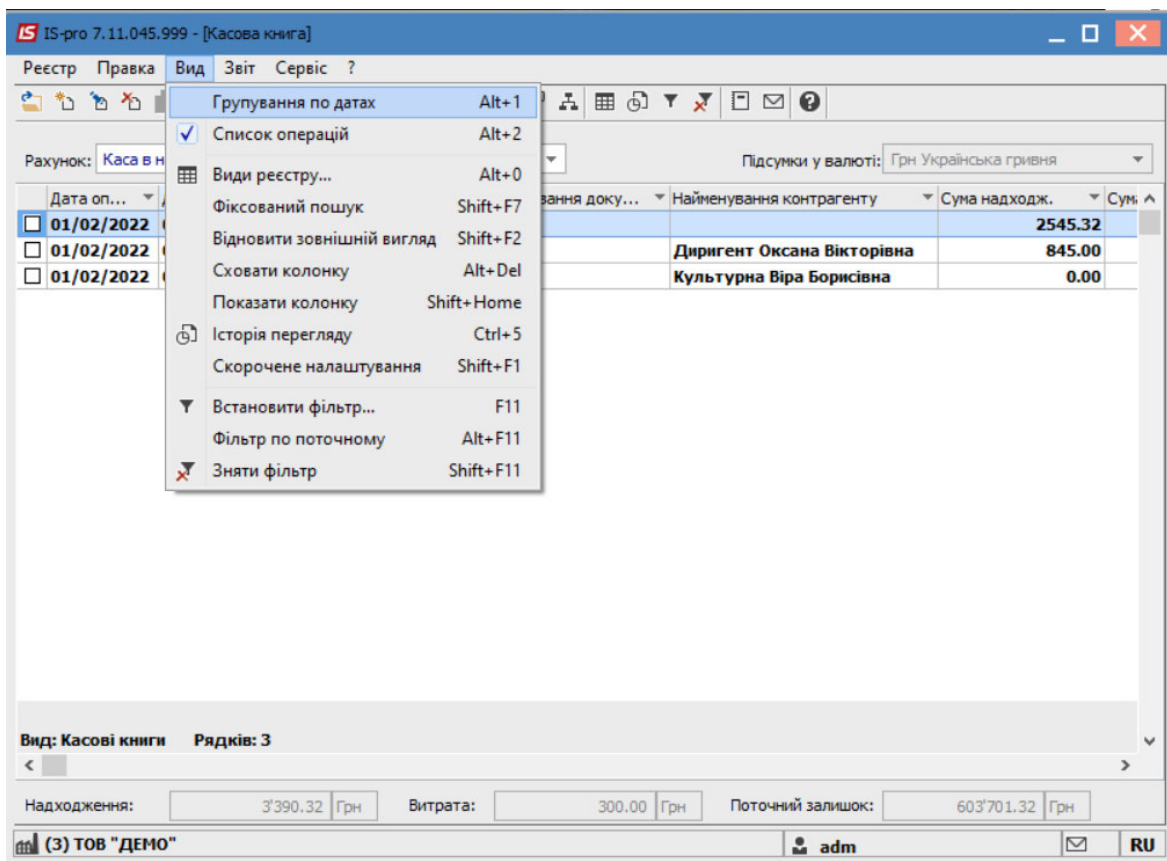 IS-pro 7.11.045.999 - [Касова книга]
Реєстр Правка Вид Звіт Сервіс ?
Групування по датах Alt+1
Список операцій Alt+2
Рахунок: Каса в н
Підсумки у валюті: Грн Українська гривня
Види реєстру... Alt+0
Дата оп... доку... Найменування контрагенту Сума надходж.
Фіксований пошук Shift+F7
01/02/2022 2545.32
Відновити зовнішній вигляд Shift+F2
01/02/2022 Диригент Оксана Вікторівна 845.00
Сховати колонку Alt+Del
01/02/2022 Культурна Віра Борисівна 0.00
Показати колонку Shift+Home
Історія перегляду Ctrl+5
Скорочене налаштування Shift+F1
Встановити фільтр... F11
Фільтр по поточному Alt+F11
Зняти фільтр Shift+F11
Вид: Касові книги Рядків: 3
Надходження: 3'390.32 Грн Витрата: 300.00 Грн Поточний залишок: 603'701.32 Грн
(3) ТОВ "ДЕМО" adm RU